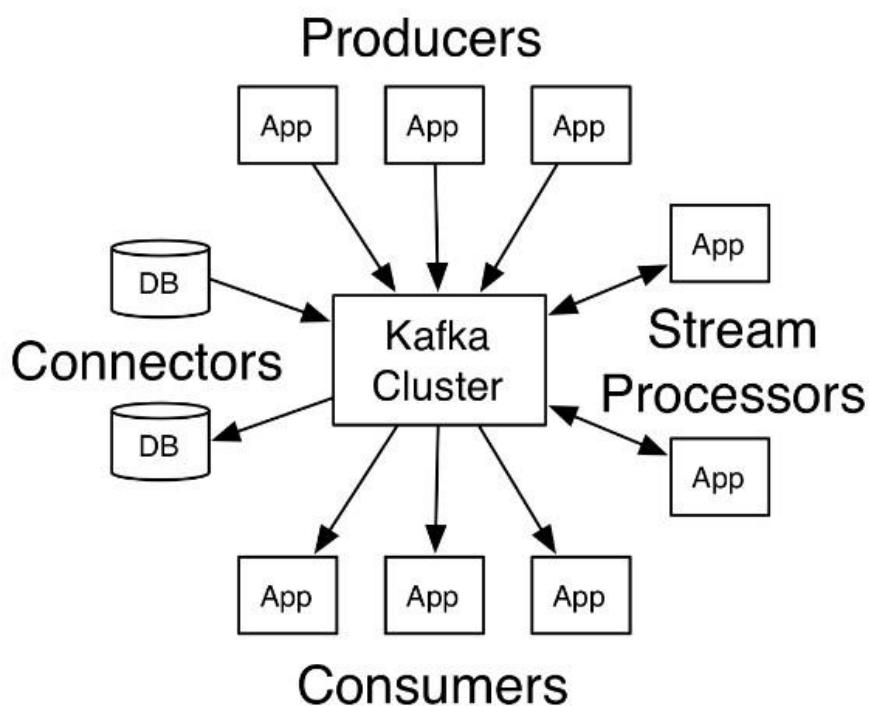 Producers
App
App
App
App
DB
Kafka
Cluster
Stream
Processors
Connectors
DB
App
App
App
App
Consumers